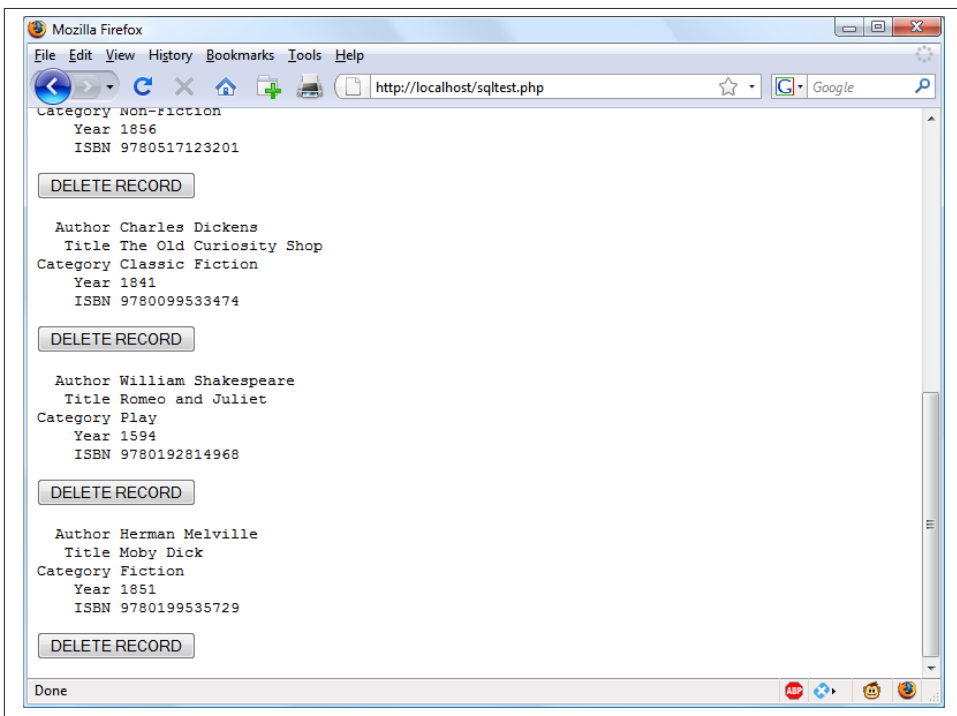 Mozilla Firefox
File Edit View History Bookmarks Tools Help
http://localhost/sqltest.php
G Google
Category Non-Fiction
Year 1856
ISBN 9780517123201
DELETE RECORD
Author Charles Dickens
Title The Old Curiosity Shop
Category Classic Fiction
Year 1841
ISBN 9780099533474
DELETE RECORD
Author William Shakespeare
Title Romeo and Juliet
Category Play
Year 1594
ISBN 9780192814968
DELETE RECORD
Author Herman Melville
Title Moby Dick
Category Fiction
Year 1851
ISBN 9780199535729
DELETE RECORD
Done
ABP